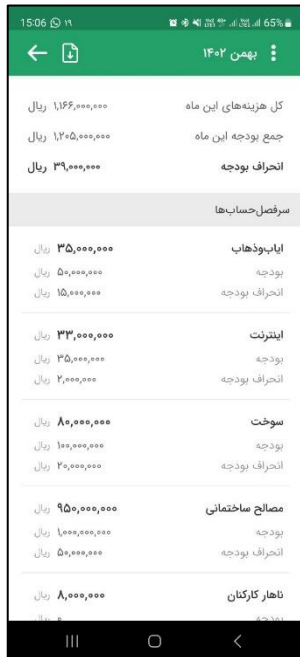 15:06 ۱۹ 65%
بهمن ۱۴۰۲
کل هزینه‌های این ماه ۱,۱۶۶,۰۰۰,۰۰۰ ریال
جمع بودجه این ماه ۱,۲۰۵,۰۰۰,۰۰۰ ریال
انحراف بودجه ۳۹,۰۰۰,۰۰۰ ریال
سرفصل‌حساب‌ها
ایاب‌وذهاب ۳۵,۰۰۰,۰۰۰ ریال
بودجه ۵۰,۰۰۰,۰۰۰ ریال
انحراف بودجه ۱۵,۰۰۰,۰۰۰ ریال
اینترنت ۳۳,۰۰۰,۰۰۰ ریال
بودجه ۳۵,۰۰۰,۰۰۰ ریال
انحراف بودجه ۲,۰۰۰,۰۰۰ ریال
سوخت ۸۰,۰۰۰,۰۰۰ ریال
بودجه ۱۰۰,۰۰۰,۰۰۰ ریال
انحراف بودجه ۲۰,۰۰۰,۰۰۰ ریال
مصالح ساختمانی ۹۵۰,۰۰۰,۰۰۰ ریال
بودجه ۱,۰۰۰,۰۰۰,۰۰۰ ریال
انحراف بودجه ۵۰,۰۰۰,۰۰۰ ریال
ناهار کارکنان ۸,۰۰۰,۰۰۰ ریال